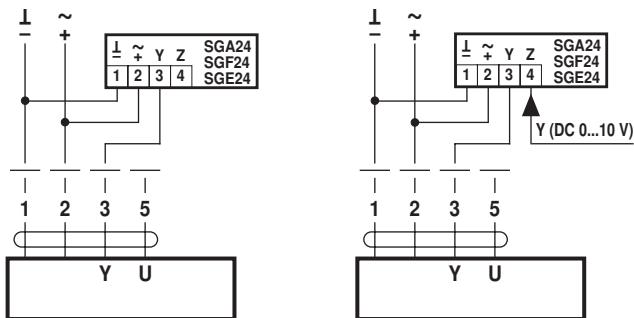 ⊥ ~
– +
⊥ ~ Y Z SGA24
– + SGF24
1 2 3 4 SGE24
1 2 3 5
Y U
⊥ ~
– +
⊥ ~ Y Z SGA24
– + SGF24
1 2 3 4 SGE24
Y (DC 0...10 V)
1 2 3 5
Y U